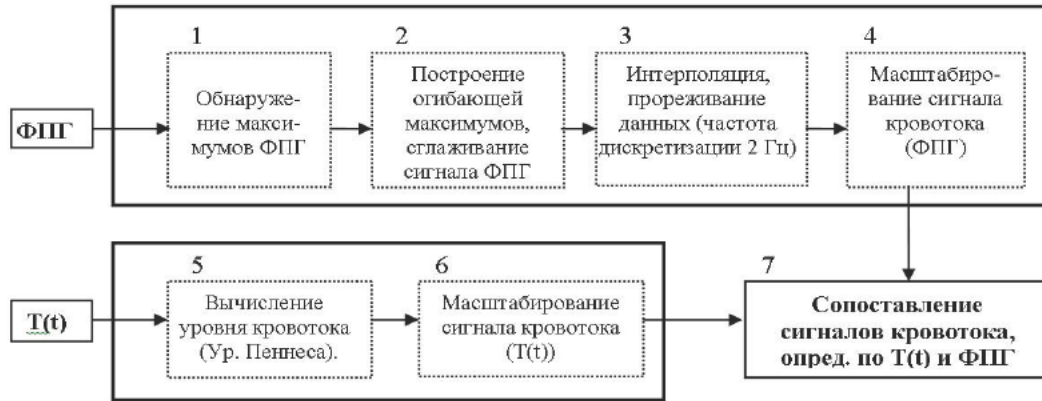 ФПГ
1
Обнаруже-
ние макси-
мумов ФПГ
2
Построение
огибающей
максимумов,
сглаживание
сигнала ФПГ
3
Интерполяция,
прореживание
данных (частота
дискретизации 2 Гц)
4
Масштабиро-
вание сигнала
кровотока
(ФПГ)
T(t)
5
Вычисление
уровня кровотока
(Ур. Пеннеса).
6
Масштабирование
сигнала кровотока
(T(t))
7
Сопоставление
сигналов кровотока,
опред. по T(t) и ФПГ